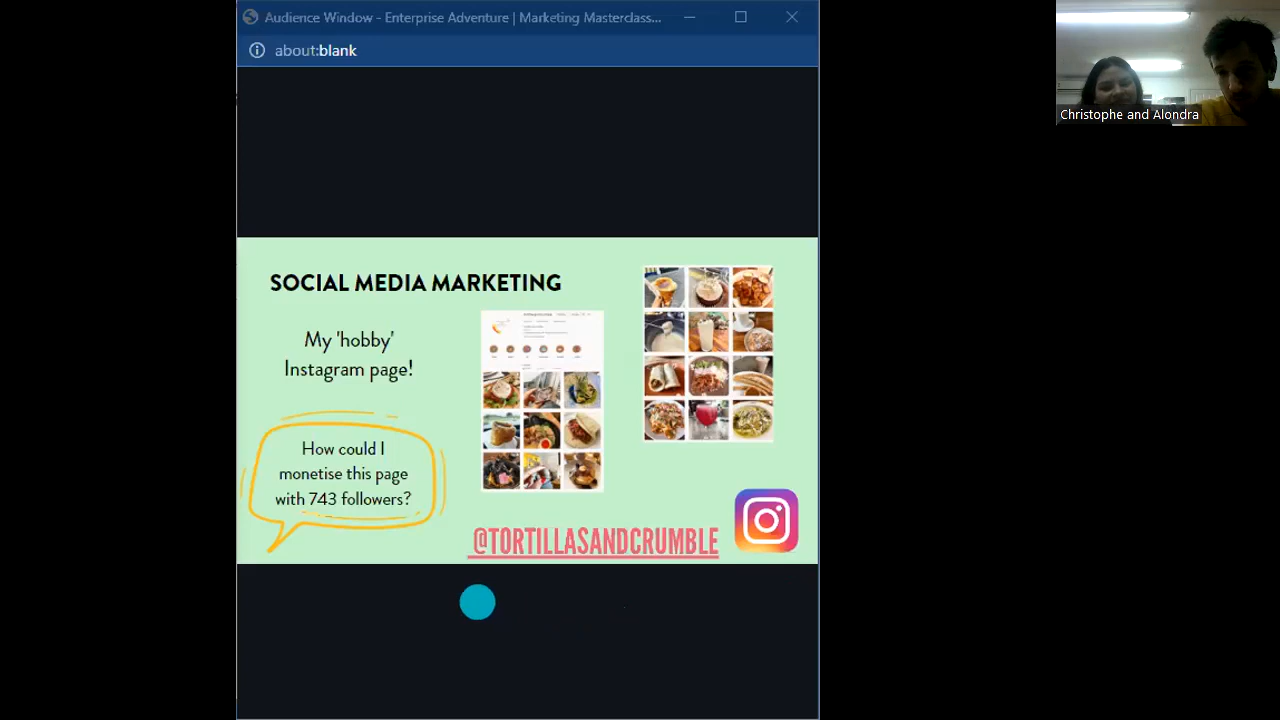 Audience Window - Enterprise Adventure | Marketing Masterclass...
about:blank
SOCIAL MEDIA MARKETING
My 'hobby'
Instagram page!
How could I
monetise this page
with 743 followers?
@TORTILLASANDCRUMBLE
Christophe and Alondra